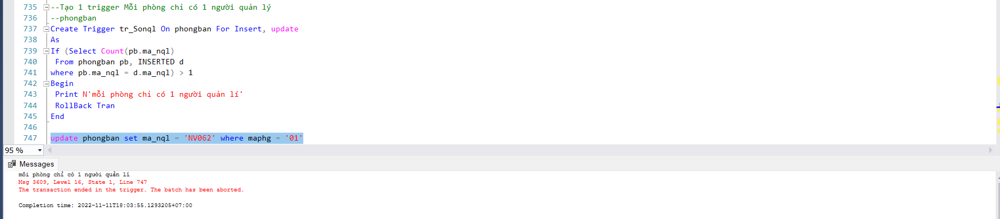 735 --Tạo 1 trigger Mỗi phòng chỉ có 1 người quản lý
736 --phongban
737 Create Trigger tr_Sonql On phongban For Insert, update
738 As
739 If (Select Count(pb.ma_nql)
740 From phongban pb, INSERTED d
741 where pb.ma_nql = d.ma_nql) > 1
742 Begin
743 Print N'mỗi phòng chỉ có 1 người quản lí'
744 RollBack Tran
745 End
746
747 update phongban set ma_nql = 'NV062' where maphg = '01'
95 %
Messages
mỗi phòng chỉ có 1 người quản lí
Msg 3609, Level 16, State 1, Line 747
The transaction ended in the trigger. The batch has been aborted.
Completion time: 2022-11-11T18:03:55.1293205+07:00